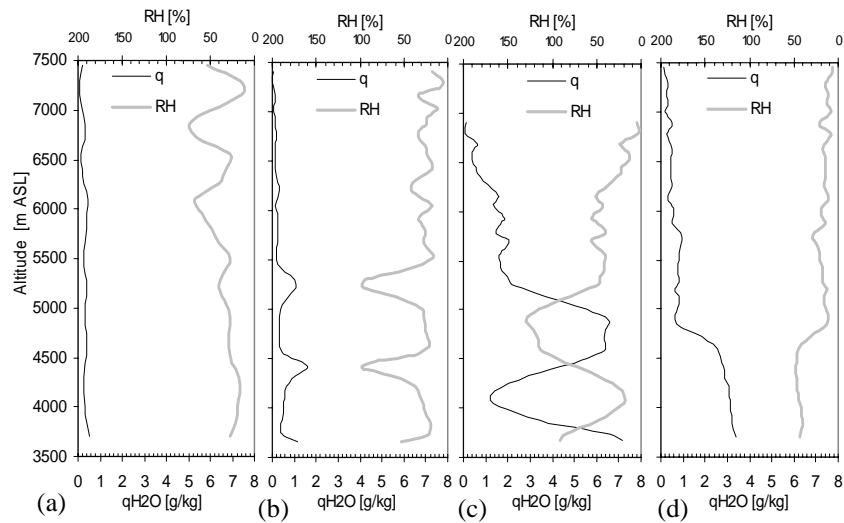 RH [%] RH [%] RH [%] RH [%]
200 150 100 50 0 200 150 100 50 0 200 150 100 50 0 200 150 100 50 0
7500
7000
6500
6000
5500
5000
4500
4000
3500
Altitude [m ASL]
q
RH
q
RH
q
RH
q
RH
0 1 2 3 4 5 6 7 8 0 1 2 3 4 5 6 7 8 0 1 2 3 4 5 6 7 8 0 1 2 3 4 5 6 7 8
(a) qH2O [g/kg] (b) qH2O [g/kg] (c) qH2O [g/kg] (d) qH2O [g/kg]